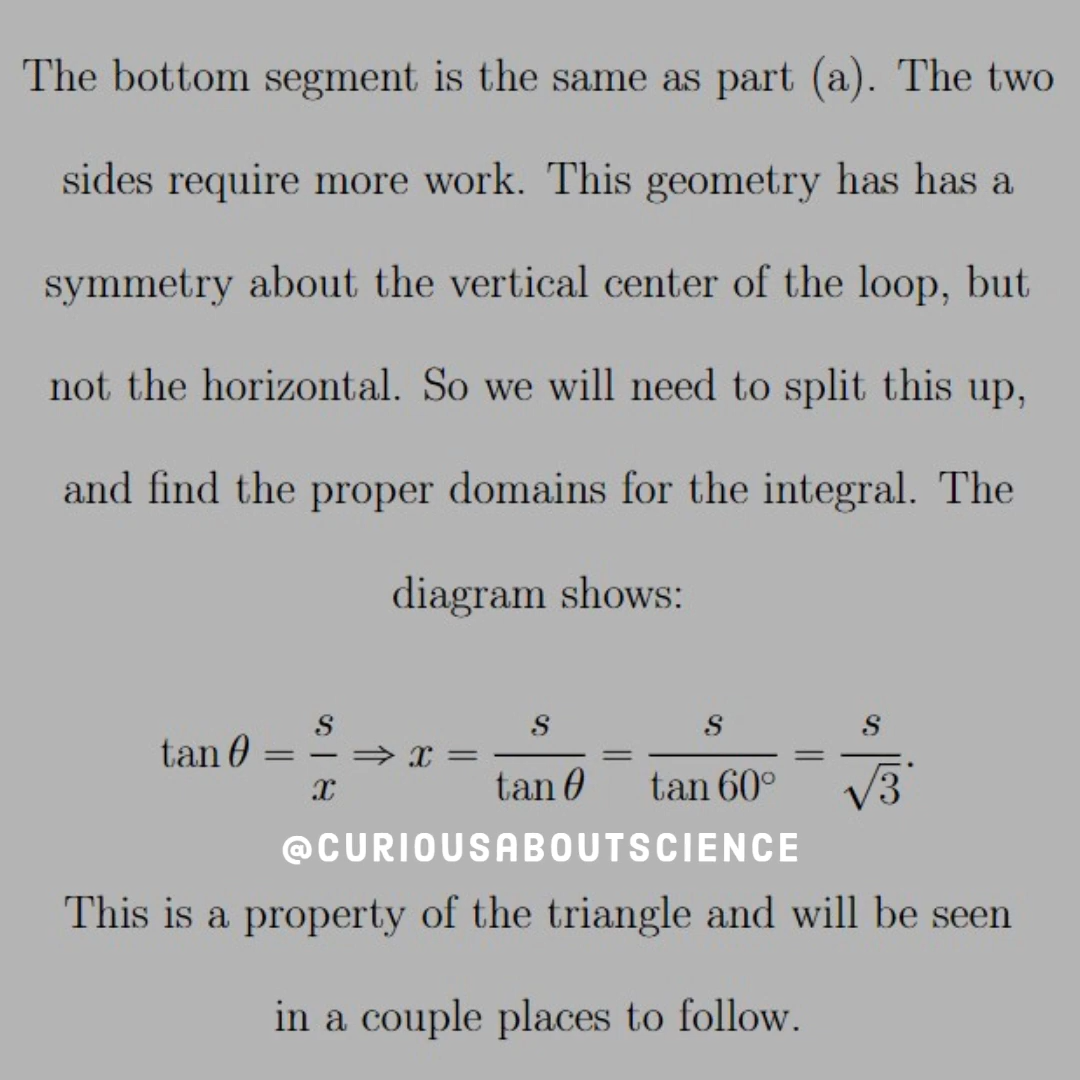 The bottom segment is the same as part (a). The two
sides require more work. This geometry has has a
symmetry about the vertical center of the loop, but
not the horizontal. So we will need to split this up,
and find the proper domains for the integral. The
diagram shows:
tan θ = s/x ⇒ x = s/tan θ = s/tan 60° = s/√3.
@CURIOUSABOUTSCIENCE
This is a property of the triangle and will be seen
in a couple places to follow.